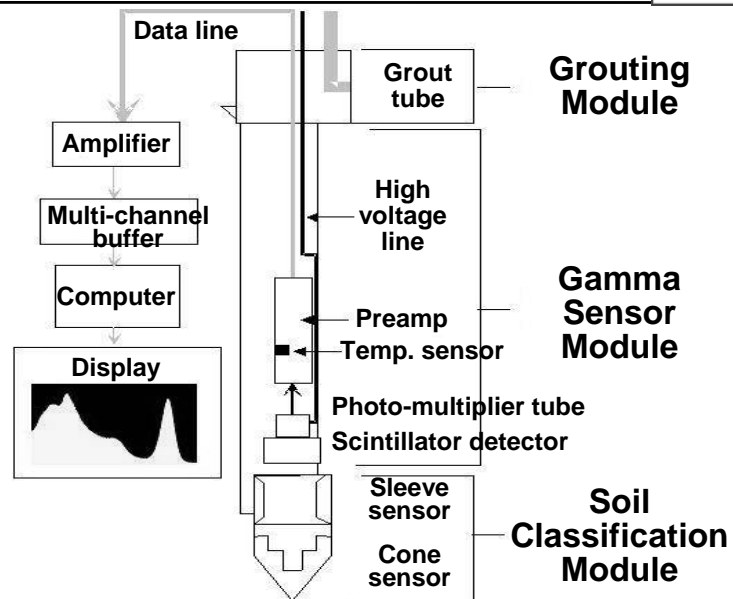 Data line
Amplifier
Multi-channel
buffer
Computer
Display
Grout
tube
Grouting
Module
High
voltage
line
Preamp
Temp. sensor
Photo-multiplier tube
Scintillator detector
Gamma
Sensor
Module
Sleeve
sensor
Cone
sensor
Soil
Classification
Module